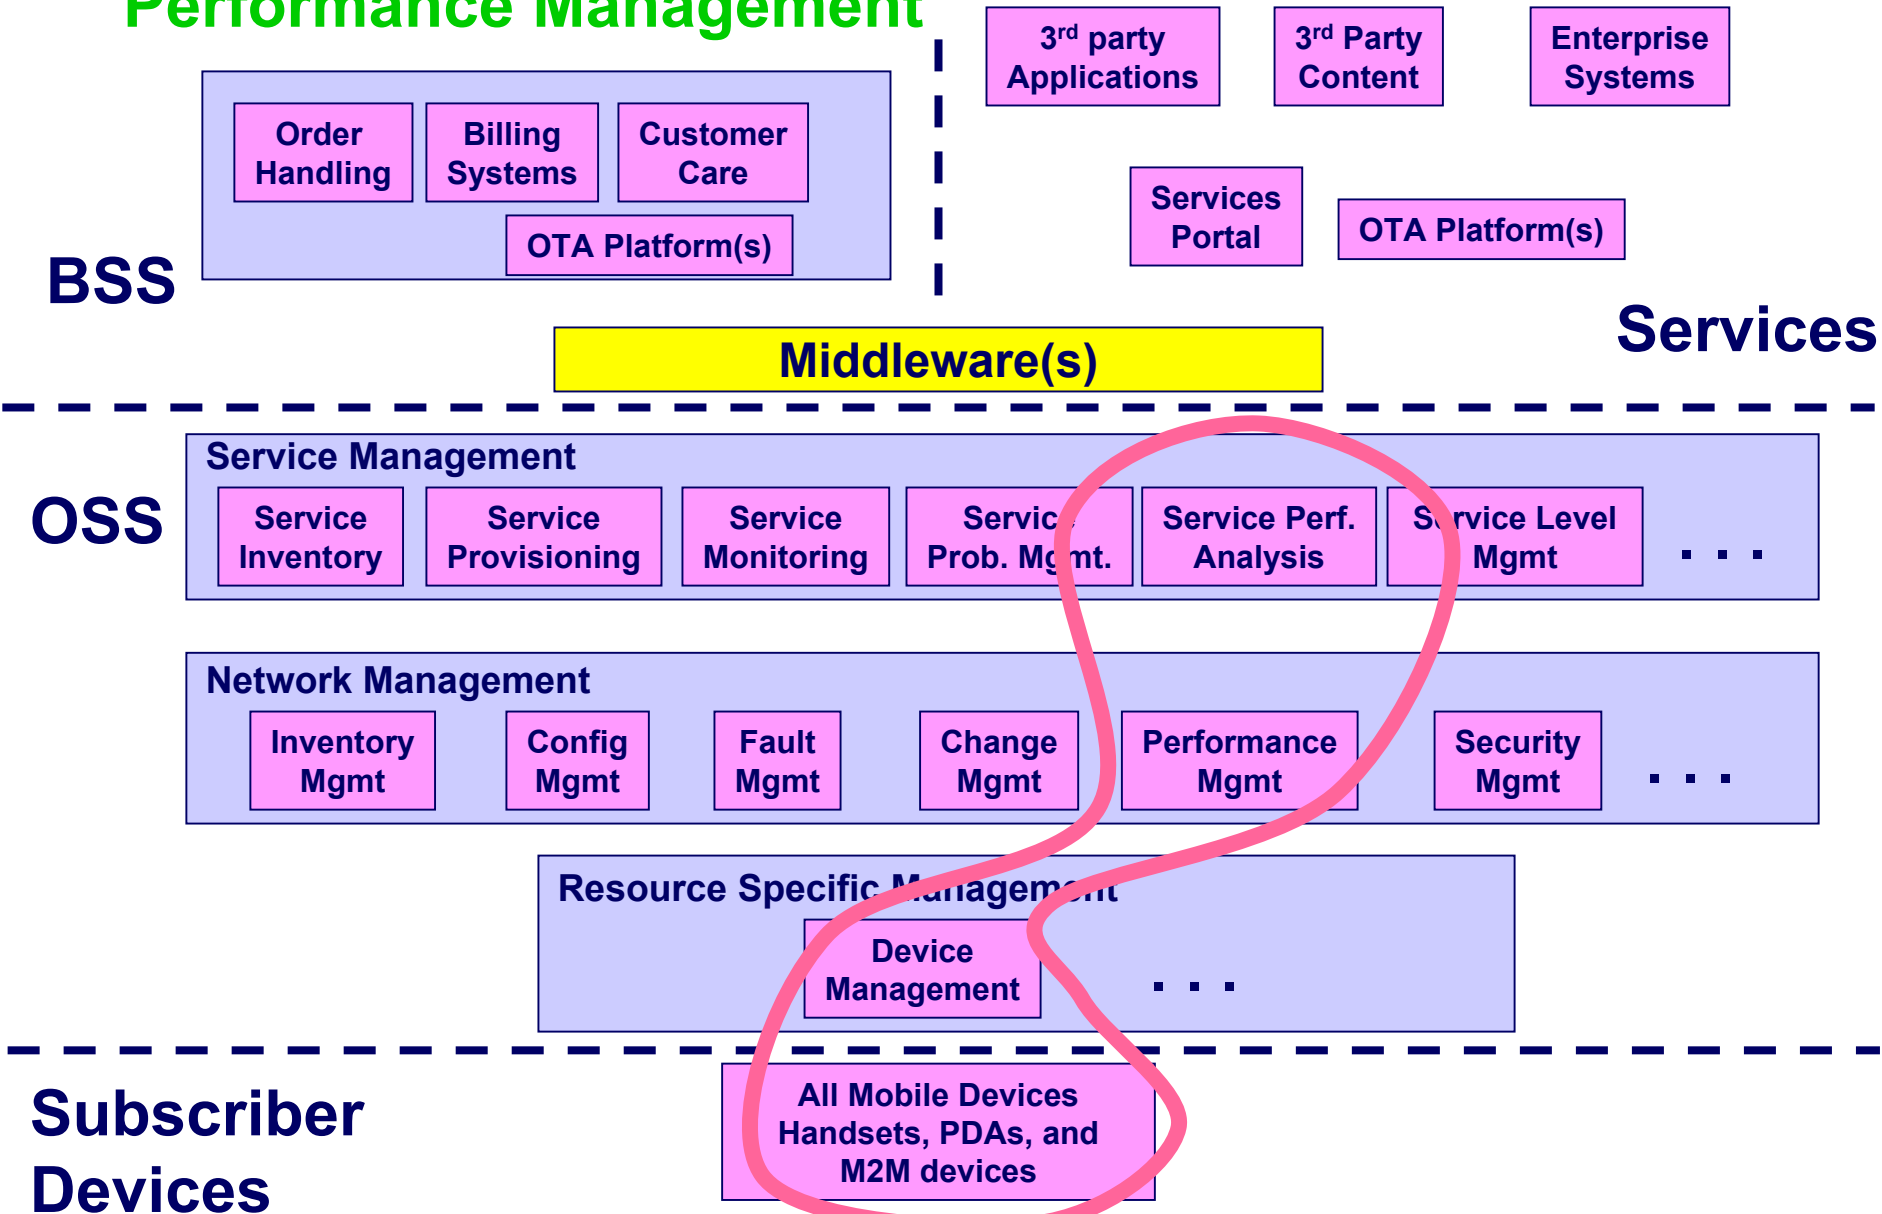 Performance Management
3rd party
Applications
3rd Party
Content
Enterprise
Systems
Order
Handling
Billing
Systems
Customer
Care
OTA Platform(s)
Services
Portal
OTA Platform(s)
BSS
Services
Middleware(s)
Service Management
OSS
Service
Inventory
Service
Provisioning
Service
Monitoring
Service
Prob. Mgmt.
Service Perf.
Analysis
Service Level
Mgmt
. . .
Network Management
Inventory
Mgmt
Config
Mgmt
Fault
Mgmt
Change
Mgmt
Performance
Mgmt
Security
Mgmt
. . .
Resource Specific Management
Device
Management
. . .
Subscriber
Devices
All Mobile Devices
Handsets, PDAs, and
M2M devices